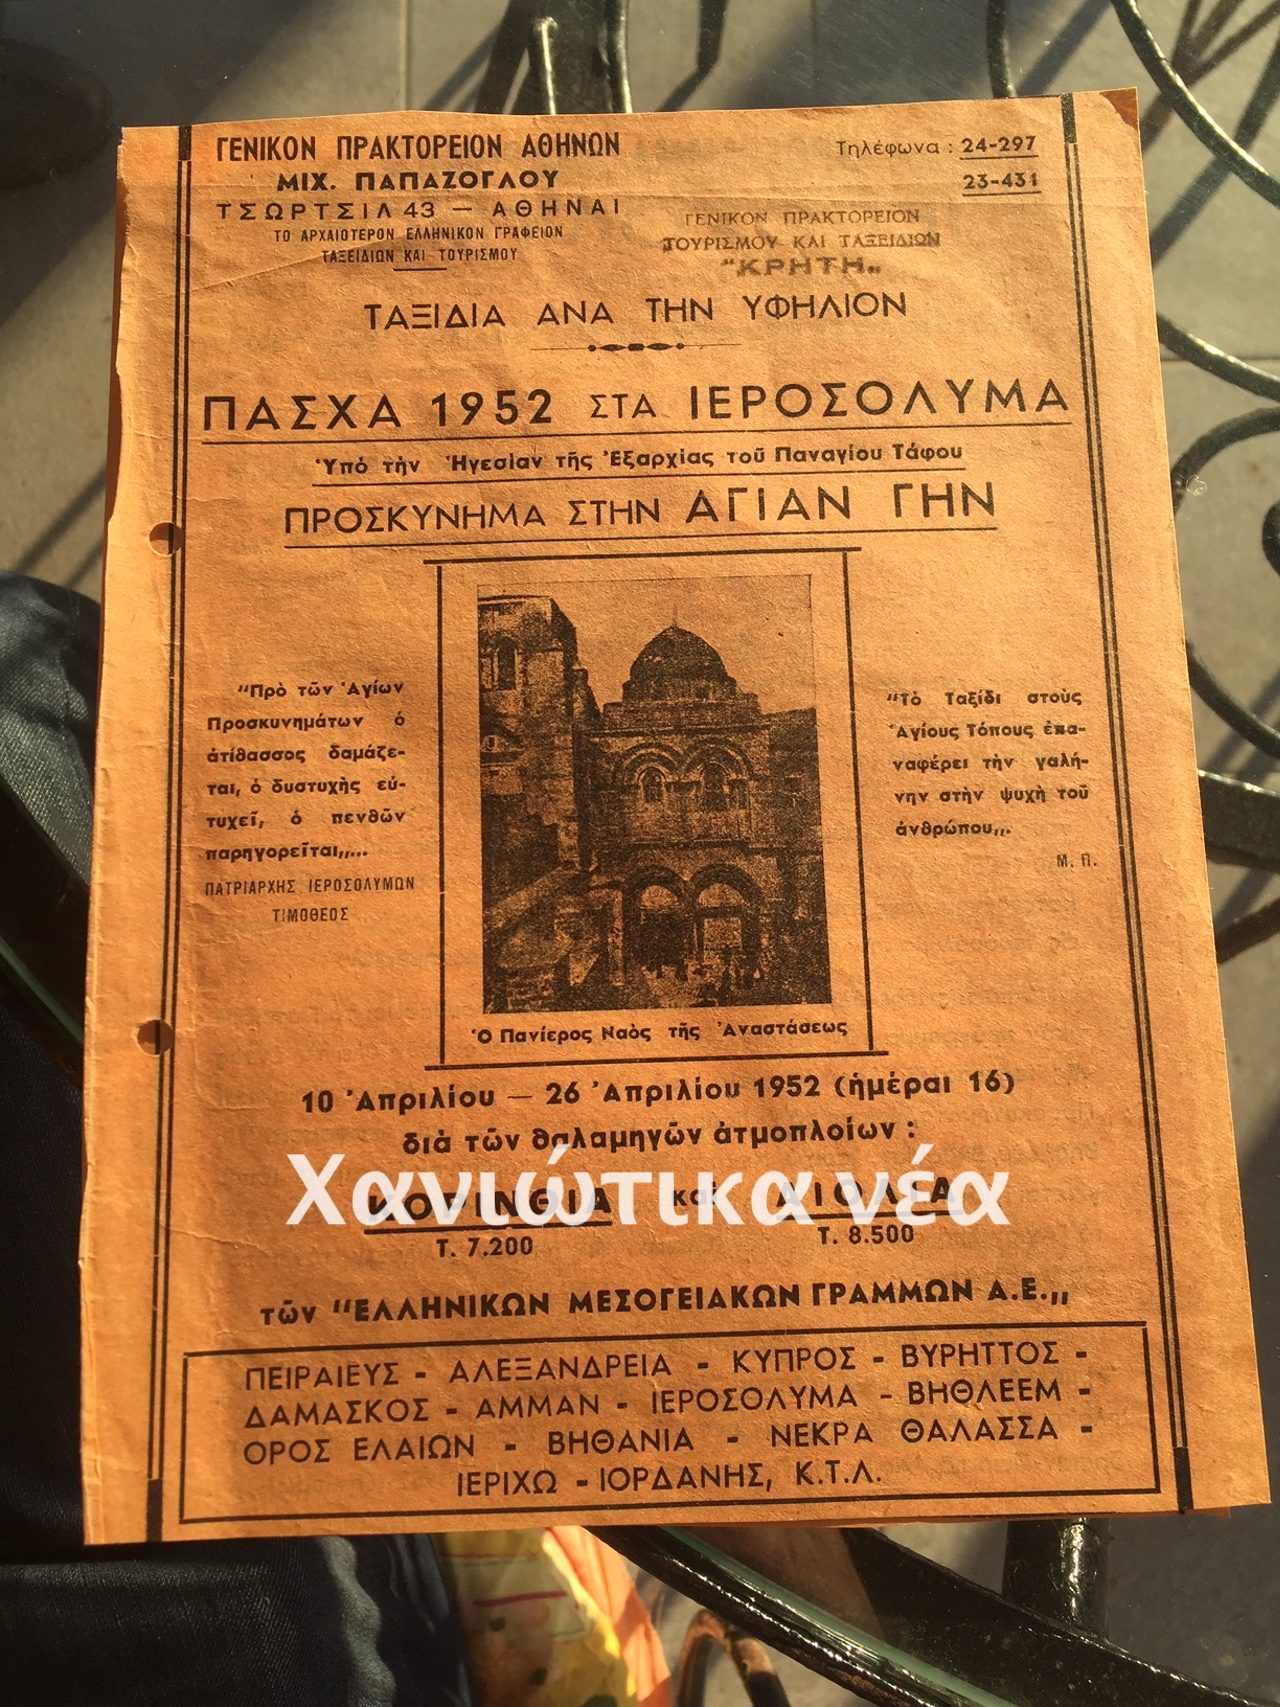 ΓΕΝΙΚΟΝ ΠΡΑΚΤΟΡΕΙΟΝ ΑΘΗΝΩΝ
ΜΙΧ. ΠΑΠΑΖΟΓΛΟΥ
ΤΣΩΡΤΣΙΛ 43 — ΑΘΗΝΑΙ
ΤΟ ΑΡΧΑΙΟΤΕΡΟΝ ΕΛΛΗΝΙΚΟΝ ΓΡΑΦΕΙΟΝ
ΤΑΞΕΙΔΙΩΝ ΚΑΙ ΤΟΥΡΙΣΜΟΥ
Τηλέφωνα : 24-297
23-431
ΓΕΝΙΚΟΝ ΠΡΑΚΤΟΡΕΙΟΝ
ΤΟΥΡΙΣΜΟΥ ΚΑΙ ΤΑΞΕΙΔΙΩΝ
"ΚΡΗΤΗ„
ΤΑΞΙΔΙΑ ΑΝΑ ΤΗΝ ΥΦΗΛΙΟΝ
ΠΑΣΧΑ 1952 ΣΤΑ ΙΕΡΟΣΟΛΥΜΑ
Ὑπό τὴν Ἡγεσίαν τῆς Ἐξαρχίας τοῦ Παναγίου Τάφου
ΠΡΟΣΚΥΝΗΜΑ ΣΤΗΝ ΑΓΙΑΝ ΓΗΝ
"Πρὸ τῶν Ἁγίων
Προσκυνημάτων ὁ
ἀτίθασσος δαμάζε-
ται, ὁ δυστυχὴς εὐ-
τυχεῖ, ὁ πενθῶν
παρηγορεῖται„...
ΠΑΤΡΙΑΡΧΗΣ ΙΕΡΟΣΟΛΥΜΩΝ
ΤΙΜΟΘΕΟΣ
"Τὸ Ταξίδι στοὺς
Ἁγίους Τόπους ἐπα-
ναφέρει τὴν γαλή-
νην στὴν ψυχὴ τοῦ
ἀνθρώπου„.
Μ. Π.
Ὁ Πανίερος Ναὸς τῆς Ἀναστάσεως
10 Ἀπριλίου — 26 Ἀπριλίου 1952 (ἡμέραι 16)
διὰ τῶν θαλαμηγῶν ἀτμοπλοίων :
Χανιώτικα νέα
ΚΟΡΙΝΘΙΑ καὶ ΑΙΟΛΙΑ
Τ. 7.200 Τ. 8.500
τῶν "ΕΛΛΗΝΙΚΩΝ ΜΕΣΟΓΕΙΑΚΩΝ ΓΡΑΜΜΩΝ Α.Ε.„
ΠΕΙΡΑΙΕΥΣ - ΑΛΕΞΑΝΔΡΕΙΑ - ΚΥΠΡΟΣ - ΒΥΡΗΤΤΟΣ -
ΔΑΜΑΣΚΟΣ - ΑΜΜΑΝ - ΙΕΡΟΣΟΛΥΜΑ - ΒΗΘΛΕΕΜ -
ΟΡΟΣ ΕΛΑΙΩΝ - ΒΗΘΑΝΙΑ - ΝΕΚΡΑ ΘΑΛΑΣΣΑ -
ΙΕΡΙΧΩ - ΙΟΡΔΑΝΗΣ, Κ.Τ.Λ.